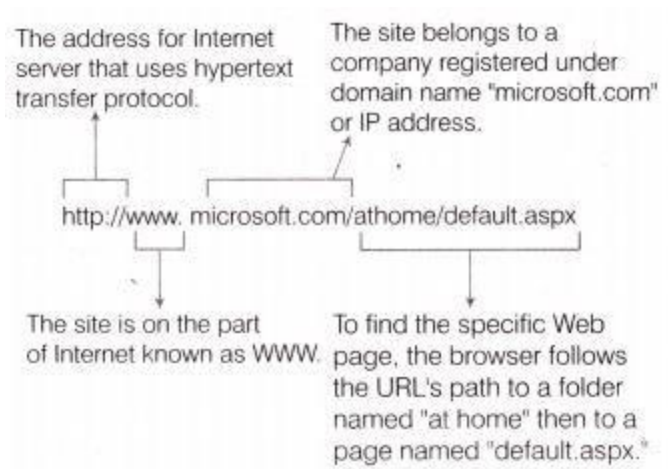 The address for Internet
server that uses hypertext
transfer protocol.
The site belongs to a
company registered under
domain name "microsoft.com"
or IP address.
http://www. microsoft.com/athome/default.aspx
The site is on the part
of Internet known as WWW.
To find the specific Web
page, the browser follows
the URL's path to a folder
named "at home" then to a
page named "default.aspx."